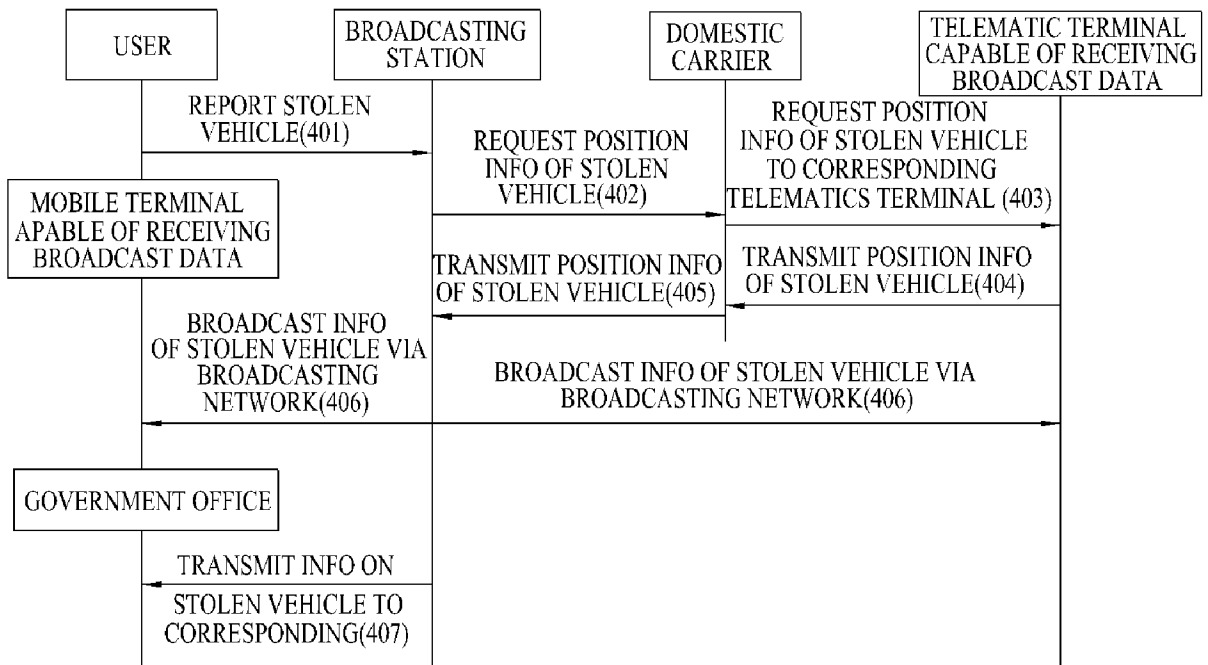 USER
BROADCASTING
STATION
DOMESTIC
CARRIER
TELEMATIC TERMINAL
CAPABLE OF RECEIVING
BROADCAST DATA
REPORT STOLEN
VEHICLE(401)
REQUEST POSITION
INFO OF STOLEN
VEHICLE(402)
REQUEST POSITION
INFO OF STOLEN VEHICLE
TO CORRESPONDING
TELEMATICS TERMINAL (403)
MOBILE TERMINAL
APABLE OF RECEIVING
BROADCAST DATA
TRANSMIT POSITION INFO
OF STOLEN VEHICLE(405)
TRANSMIT POSITION INFO
OF STOLEN VEHICLE(404)
BROADCAST INFO
OF STOLEN VEHICLE VIA
BROADCASTING
NETWORK(406)
BROADCAST INFO OF STOLEN VEHICLE VIA
BROADCASTING NETWORK(406)
GOVERNMENT OFFICE
TRANSMIT INFO ON
STOLEN VEHICLE TO
CORRESPONDING(407)